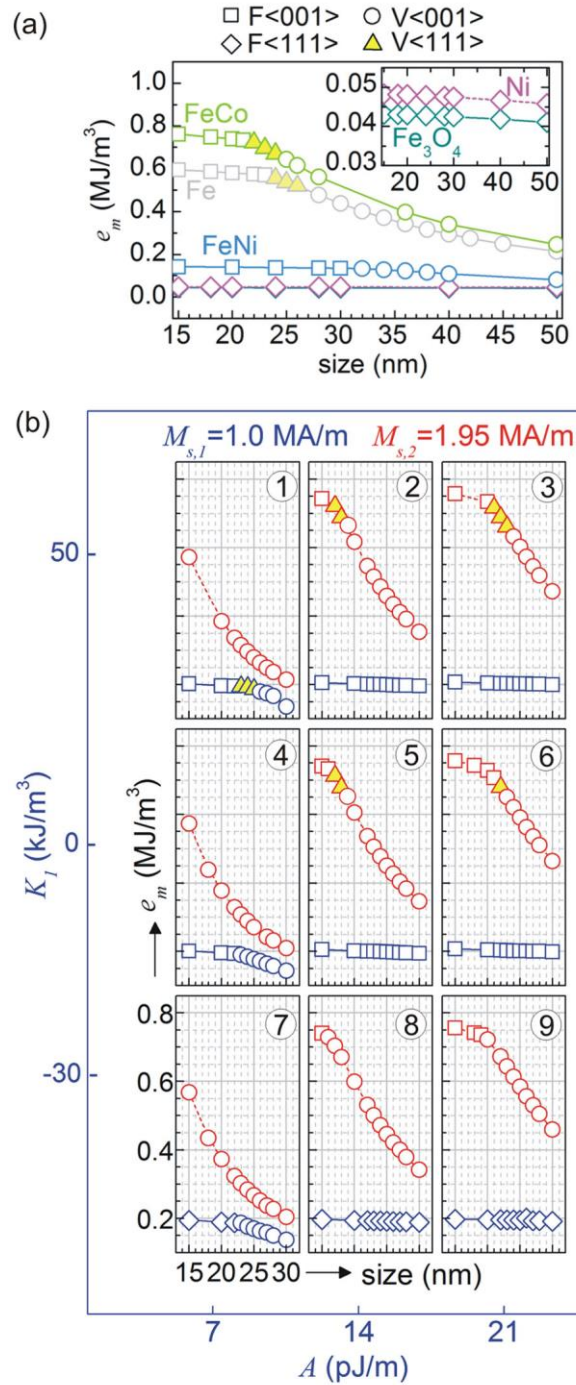 (a)
F<001> V<001>
F<111> V<111>
e_m (MJ/m³)
1.0
0.8
0.6
0.4
0.2
0.0
FeCo
Fe
FeNi
0.05
0.04
0.03
Ni
Fe₃O₄
20 30 40 50
15 20 25 30 35 40 45 50
size (nm)
(b)
M_s,1=1.0 MA/m M_s,2=1.95 MA/m
1 2 3
50
4 5 6
0
K_1 (kJ/m³)
e_m (MJ/m³)
7 8 9
-30
0.8
0.6
0.4
0.2
15 20 25 30 size (nm)
7 14 21
A (pJ/m)